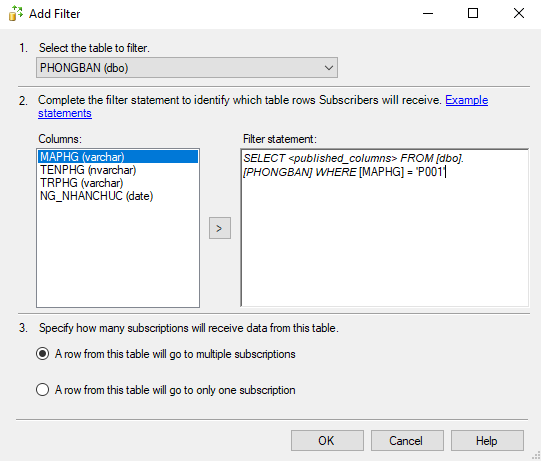 Add Filter
1. Select the table to filter.
PHONGBAN (dbo)
2. Complete the filter statement to identify which table rows Subscribers will receive. Example
statements
Columns:
MAPHG (varchar)
TENPHG (nvarchar)
TRPHG (varchar)
NG_NHANCHUC (date)
>
Filter statement:
SELECT <published_columns> FROM [dbo].
[PHONGBAN] WHERE [MAPHG] = 'P001'
3. Specify how many subscriptions will receive data from this table.
A row from this table will go to multiple subscriptions
A row from this table will go to only one subscription
OK Cancel Help